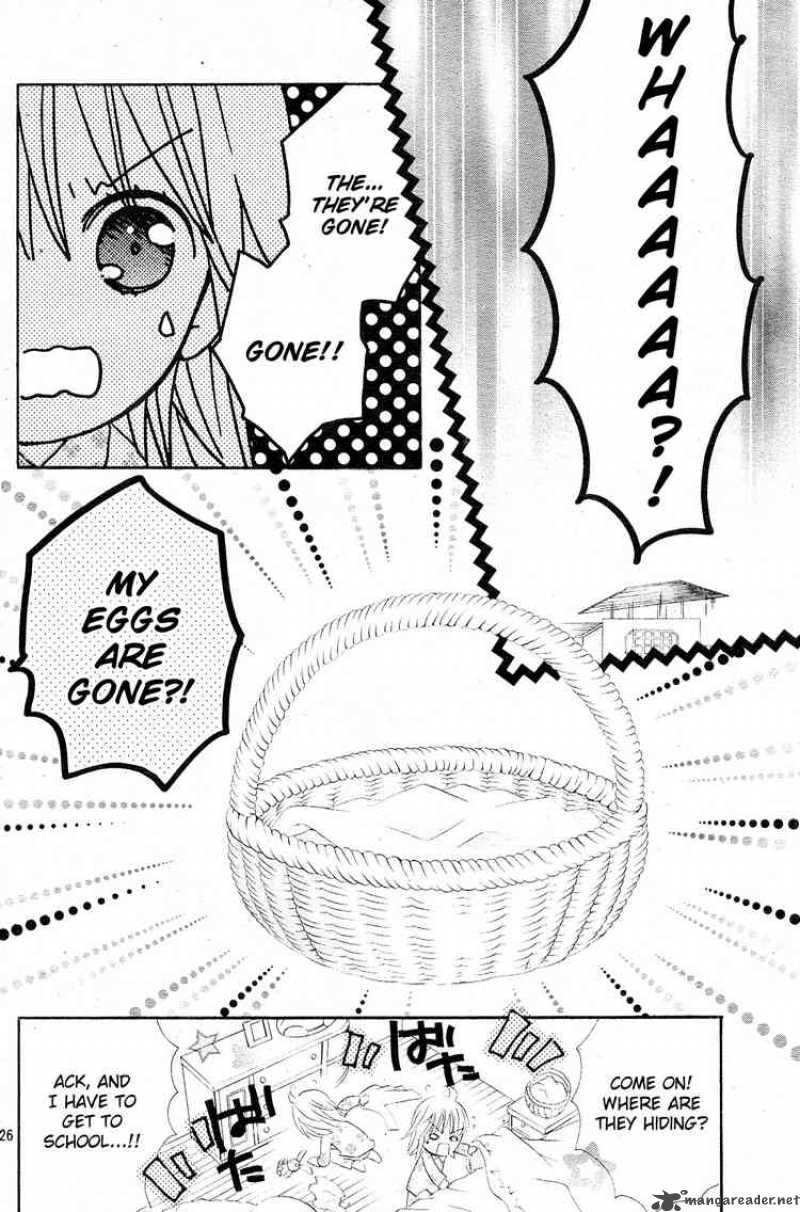 WHAAAAAAA?!
THE...
THEY'RE
GONE!
GONE!!
MY
EGGS
ARE
GONE?!
COME ON!
WHERE ARE
THEY HIDING?
ばた
ばた
ACK, AND
I HAVE TO
GET TO
SCHOOL...!!
26
mangareader.net